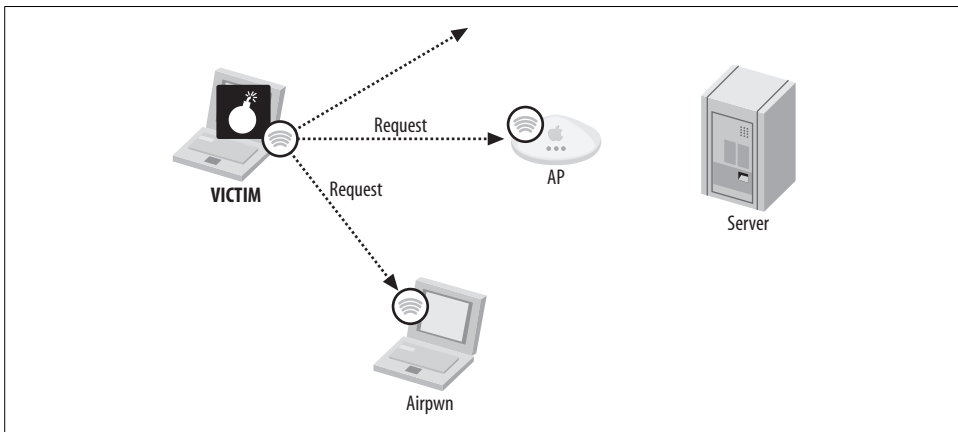 Request
AP
VICTIM
Request
Server
Airpwn